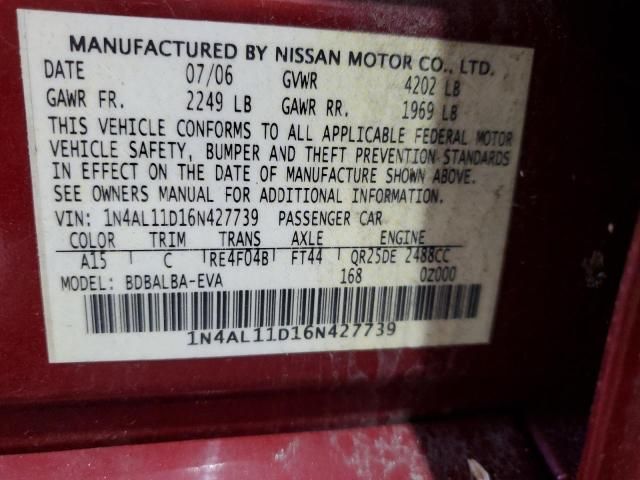 MANUFACTURED BY NISSAN MOTOR CO., LTD.
DATE 07/06 GVWR 4202 LB
GAWR FR. 2249 LB GAWR RR. 1969 LB
THIS VEHICLE CONFORMS TO ALL APPLICABLE FEDERAL MOTOR
VEHICLE SAFETY, BUMPER AND THEFT PREVENTION STANDARDS
IN EFFECT ON THE DATE OF MANUFACTURE SHOWN ABOVE.
SEE OWNERS MANUAL FOR ADDITIONAL INFORMATION.
VIN: 1N4AL11D16N427739 PASSENGER CAR
COLOR TRIM TRANS AXLE ENGINE
A15 C RE4F04B FT44 QR25DE 2488CC
MODEL: BDBALBA-EVA 168 0Z000
1N4AL11D16N427739